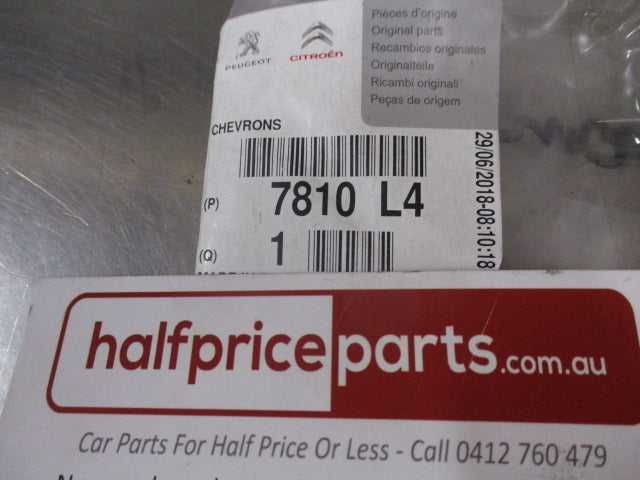 PEUGEOT
CITROËN
Pièces d'origine
Original parts
Recambios originales
Originalteile
Ricambi originali
Peças de origem
CHEVRONS
(P) 7810 L4
(Q) 1
29/06/2018-08:10:18
MADE IN
halfpriceparts.com.au
Car Parts For Half Price Or Less - Call 0412 760 479